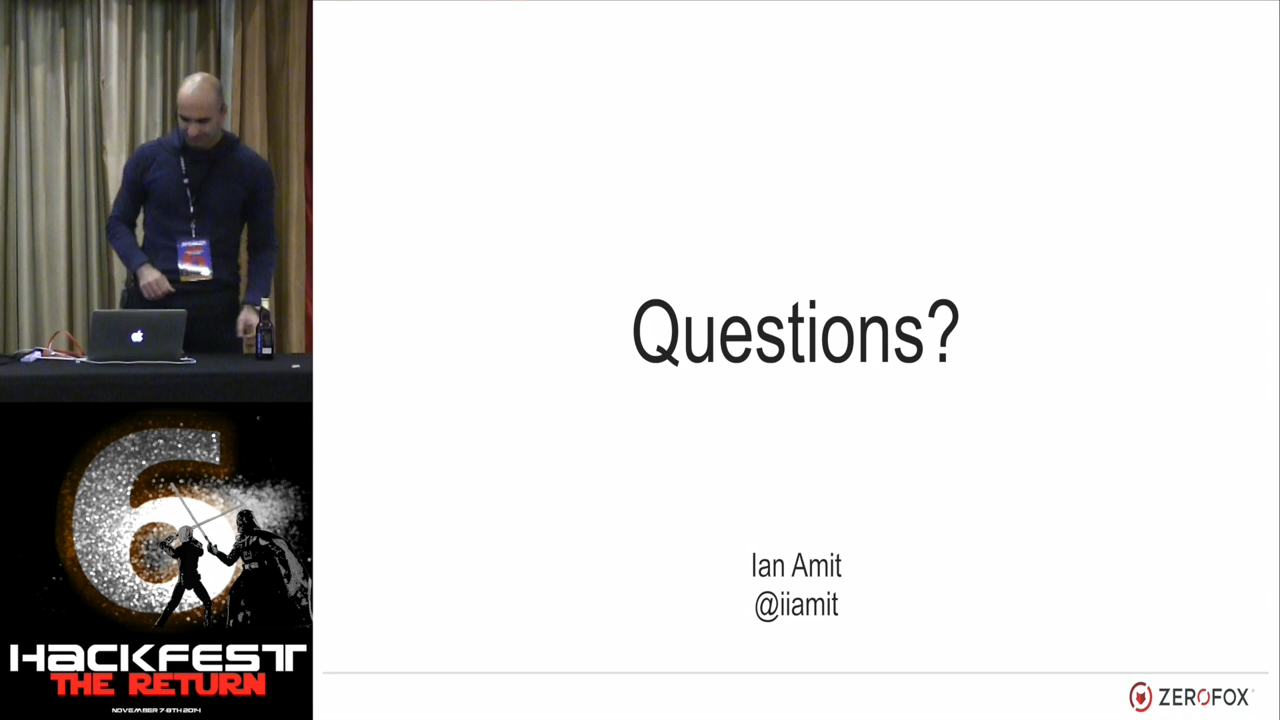 Questions?
Ian Amit
@iiamit
ZEROFOX
HACKFEST
THE RETURN
NOVEMBER 7-8TH 2014